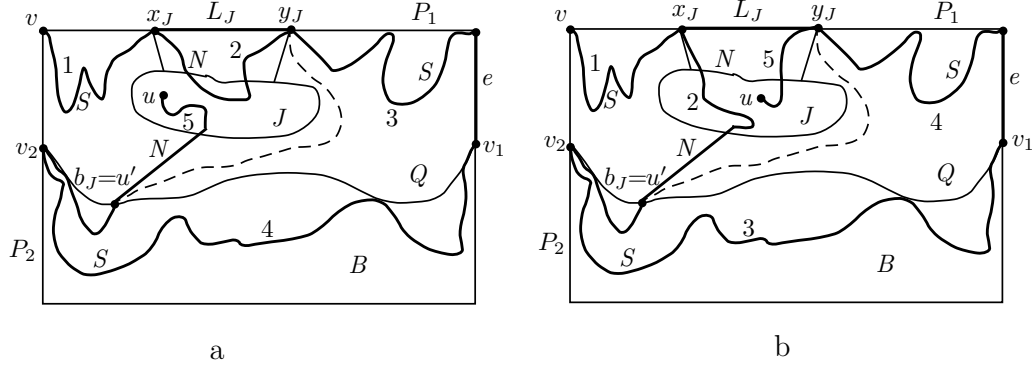 v x_J L_J y_J P_1 v x_J L_J y_J P_1
1 N 2 S e 1 N 5 S e
S u J S 2 u J
5 3 4
v_2 N v_1 v_2 N v_1
b_J=u' Q b_J=u' Q
4 3
P_2 S B P_2 S B
a b